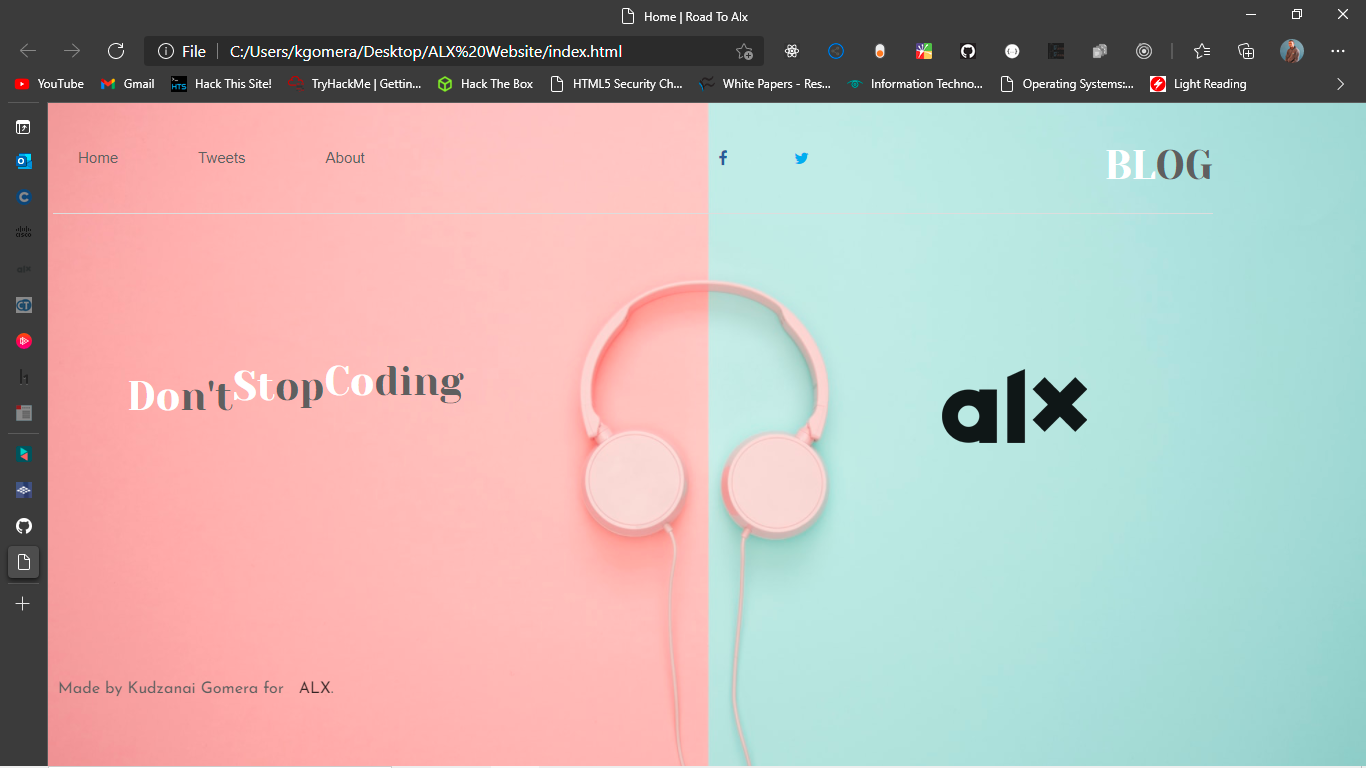 Home | Road To Alx
File C:/Users/kgomera/Desktop/ALX%20Website/index.html
YouTube Gmail Hack This Site! TryHackMe | Gettin... Hack The Box HTML5 Security Ch... White Papers - Res... Information Techno... Operating Systems:... Light Reading
Home Tweets About BLOG
Don't Stop Coding
alx
Made by Kudzanai Gomera for ALX.